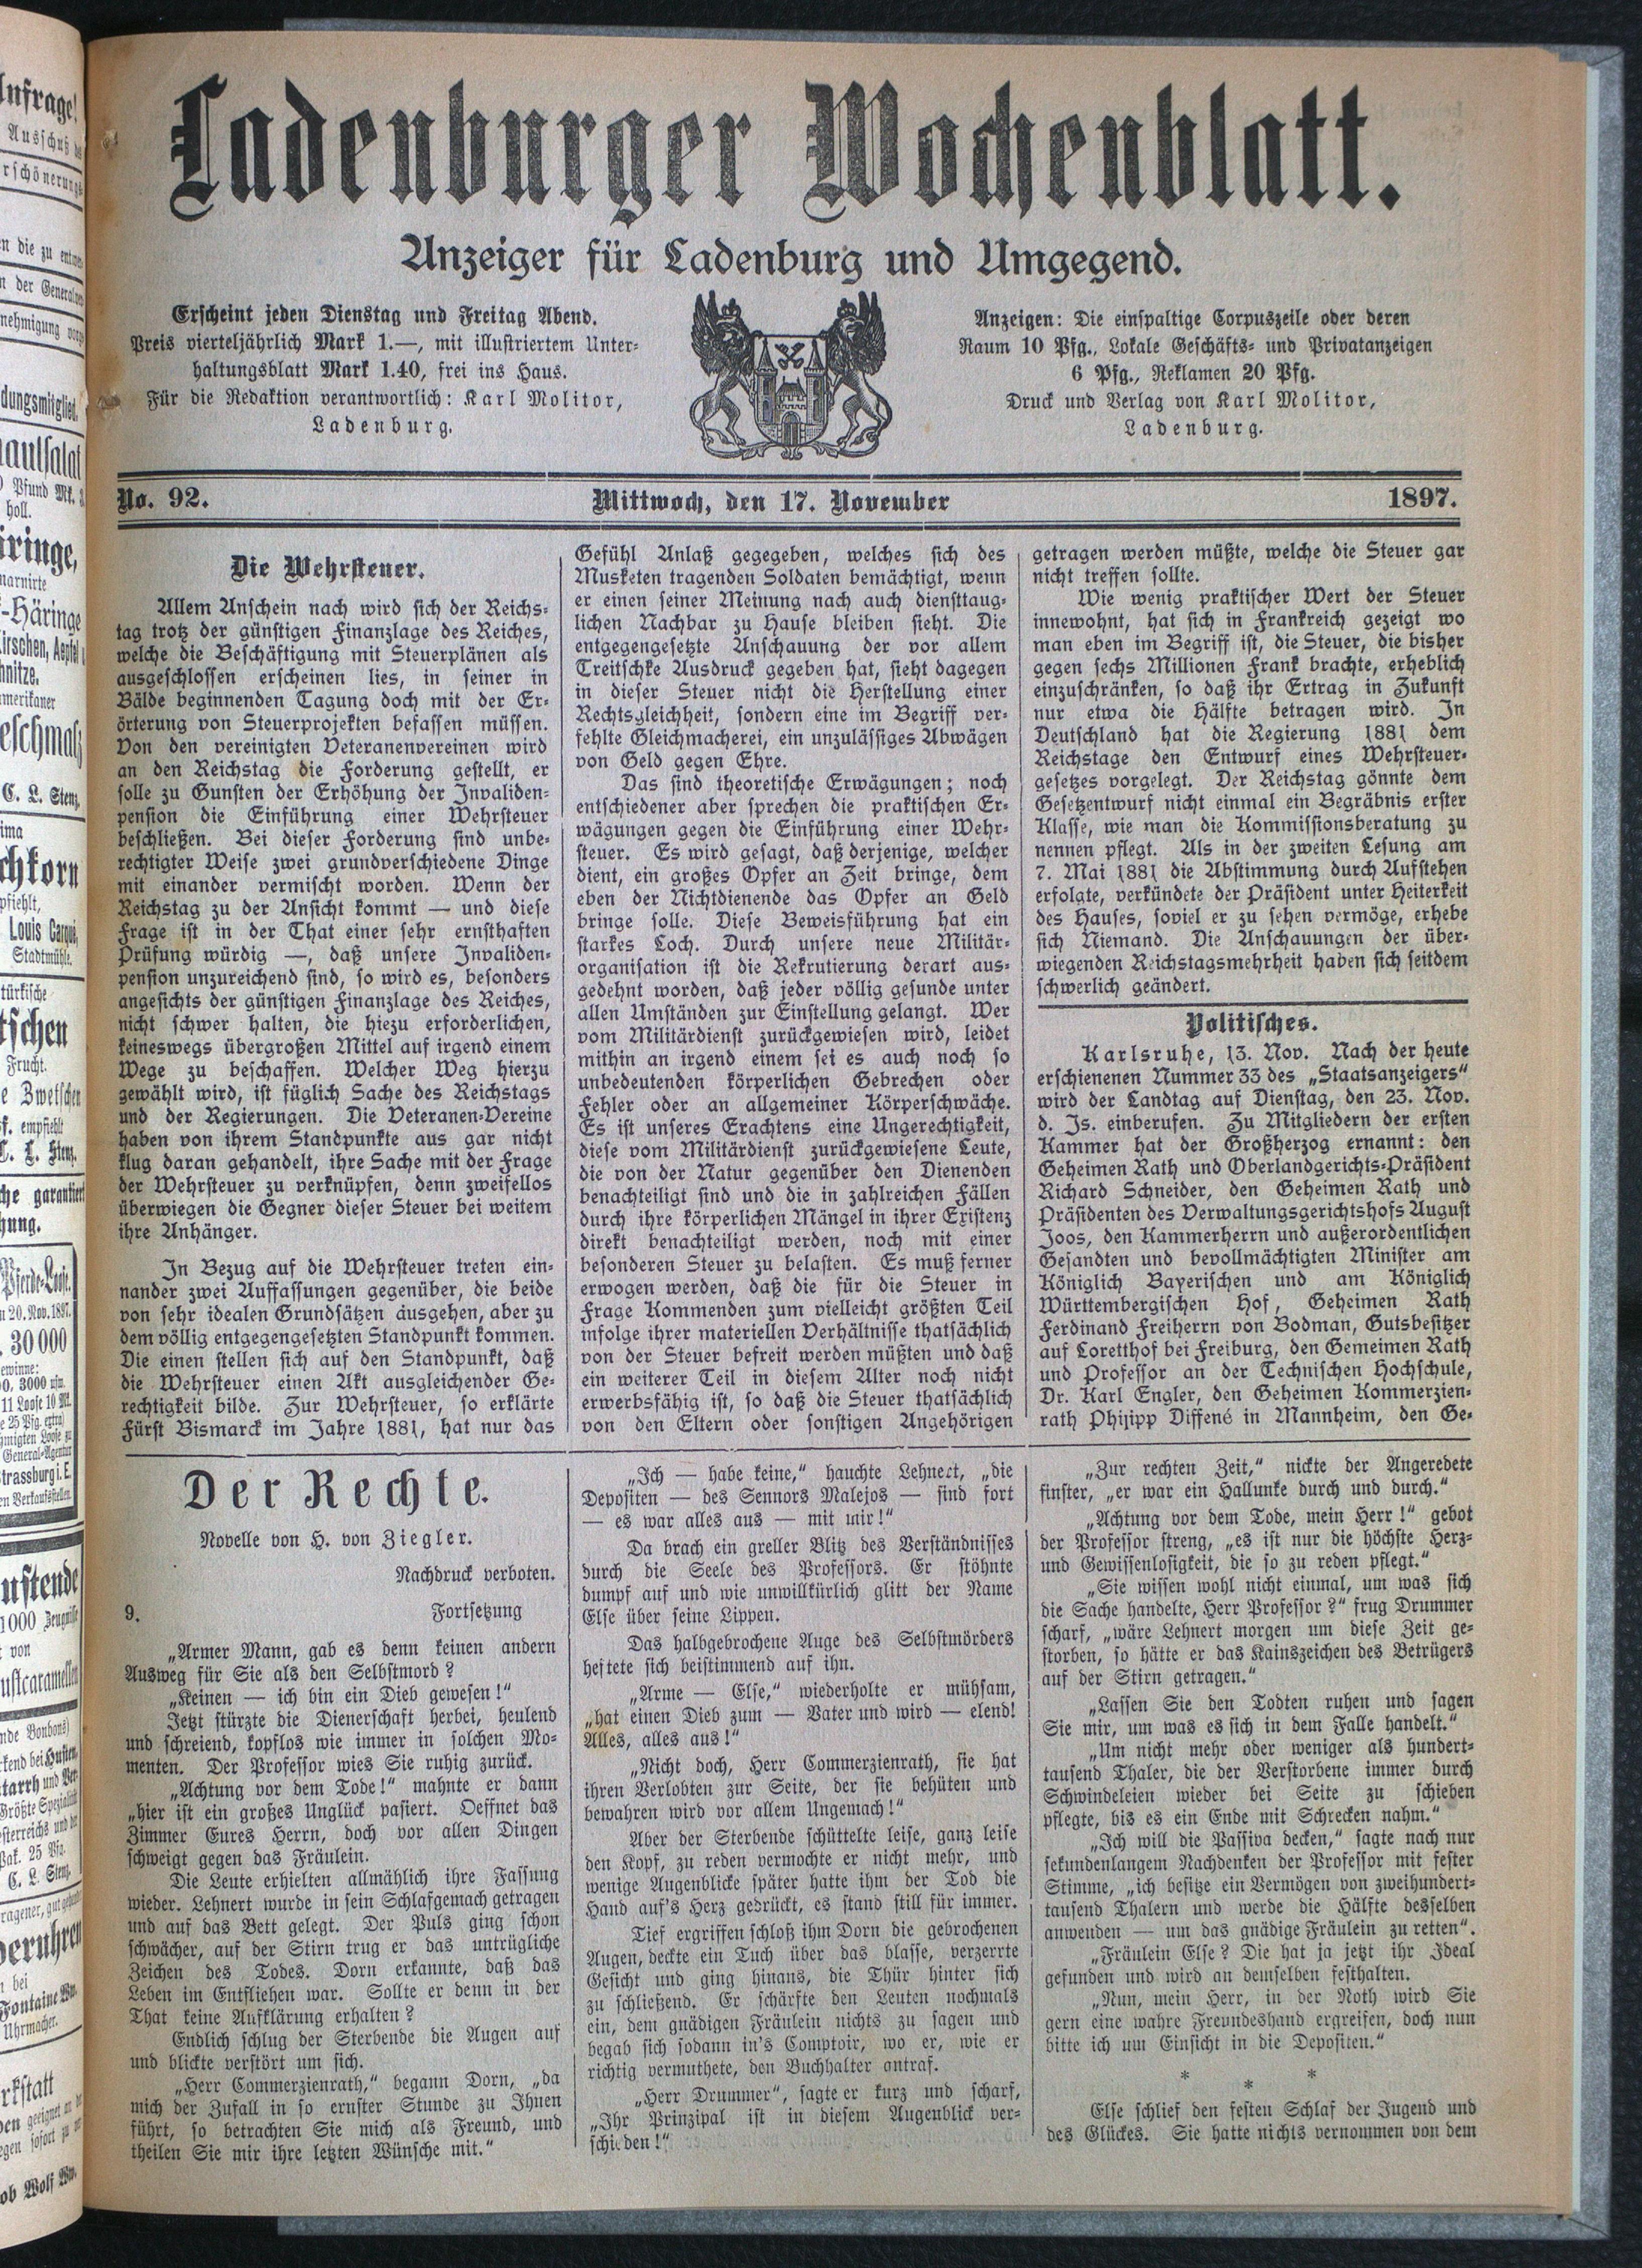 Ladenburger Wochenblatt.
Anzeiger für Ladenburg und Umgegend.
Erscheint jeden Dienstag und Freitag Abend.
Preis vierteljährlich Mark 1.—, mit illustriertem Unter-
haltungsblatt Mark 1.40, frei ins Haus.
Für die Redaktion verantwortlich: Karl Molitor,
Ladenburg.
Anzeigen: Die einspaltige Corpuszeile oder deren
Raum 10 Pfg., Lokale Geschäfts- und Privatanzeigen
6 Pfg., Reklamen 20 Pfg.
Druck und Verlag von Karl Molitor,
Ladenburg.
No. 92.
Mittwoch, den 17. November
1897.
Die Wehrsteuer.
Allem Anschein nach wird sich der Reichs-
tag trotz der günstigen Finanzlage des Reiches,
welche die Beschäftigung mit Steuerplänen als
ausgeschlossen erscheinen lies, in seiner in
Bälde beginnenden Tagung doch mit der Er-
örterung von Steuerprojekten befassen müssen.
Von den vereinigten Veteranenvereinen wird
an den Reichstag die Forderung gestellt, er
solle zu Gunsten der Erhöhung der Invaliden-
pension die Einführung einer Wehrsteuer
beschließen. Bei dieser Forderung sind unbe-
rechtigter Weise zwei grundverschiedene Dinge
mit einander vermischt worden. Wenn der
Reichstag zu der Ansicht kommt — und diese
Frage ist in der That einer sehr ernsthaften
Prüfung würdig —, daß unsere Invaliden-
pension unzureichend sind, so wird es, besonders
angesichts der günstigen Finanzlage des Reiches,
nicht schwer halten, die hiezu erforderlichen,
keineswegs übergroßen Mittel auf irgend einem
Wege zu beschaffen. Welcher Weg hierzu
gewählt wird, ist füglich Sache des Reichstags
und der Regierungen. Die Veteranen-Vereine
haben von ihrem Standpunkte aus gar nicht
klug daran gehandelt, ihre Sache mit der Frage
der Wehrsteuer zu verknüpfen, denn zweifellos
überwiegen die Gegner dieser Steuer bei weitem
ihre Anhänger.
In Bezug auf die Wehrsteuer treten ein-
nander zwei Auffassungen gegenüber, die beide
von sehr idealen Grundsätzen ausgehen, aber zu
dem völlig entgegengesetzten Standpunkt kommen.
Die einen stellen sich auf den Standpunkt, daß
die Wehrsteuer einen Akt ausgleichender Ge-
rechtigkeit bilde. Zur Wehrsteuer, so erklärte
Fürst Bismarck im Jahre 1881, hat nur das
Gefühl Anlaß gegegeben, welches sich des
Musketen tragenden Soldaten bemächtigt, wenn
er einen seiner Meinung nach auch diensttaug-
lichen Nachbar zu Hause bleiben sieht. Die
entgegengesetzte Anschauung der vor allem
Treitschke Ausdruck gegeben hat, sieht dagegen
in dieser Steuer nicht die Herstellung einer
Rechtsgleichheit, sondern eine im Begriff ver-
fehlte Gleichmacherei, ein unzulässiges Abwägen
von Geld gegen Ehre.
Das sind theoretische Erwägungen; noch
entschiedener aber sprechen die praktischen Er-
wägungen gegen die Einführung einer Wehr-
steuer. Es wird gesagt, daß derjenige, welcher
dient, ein großes Opfer an Zeit bringe, dem
eben der Nichtdienende das Opfer an Geld
bringe solle. Diese Beweisführung hat ein
starkes Loch. Durch unsere neue Militär-
organisation ist die Rekrutierung derart aus-
gedehnt worden, daß jeder völlig gesunde unter
allen Umständen zur Einstellung gelangt. Wer
vom Militärdienst zurückgewiesen wird, leidet
mithin an irgend einem sei es auch noch so
unbedeutenden körperlichen Gebrechen oder
Fehler oder an allgemeiner Körperschwäche.
Es ist unseres Erachtens eine Ungerechtigkeit,
diese vom Militärdienst zurückgewiesene Leute,
die von der Natur gegenüber den Dienenden
benachteiligt sind und die in zahlreichen Fällen
durch ihre körperlichen Mängel in ihrer Existenz
direkt benachteiligt werden, noch mit einer
besonderen Steuer zu belasten. Es muß ferner
erwogen werden, daß die für die Steuer in
Frage Kommenden zum vielleicht größten Teil
infolge ihrer materiellen Verhältnisse thatsächlich
von der Steuer befreit werden müßten und daß
ein weiterer Teil in diesem Alter noch nicht
erwerbsfähig ist, so daß die Steuer thatsächlich
von den Eltern oder sonstigen Angehörigen
getragen werden müßte, welche die Steuer gar
nicht treffen sollte.
Wie wenig praktischer Wert der Steuer
innewohnt, hat sich in Frankreich gezeigt wo
man eben im Begriff ist, die Steuer, die bisher
gegen sechs Millionen Frank brachte, erheblich
einzuschränken, so daß ihr Ertrag in Zukunft
nur etwa die Hälfte betragen wird. In
Deutschland hat die Regierung 1881 dem
Reichstage den Entwurf eines Wehrsteuer-
gesetzes vorgelegt. Der Reichstag gönnte dem
Gesetzentwurf nicht einmal ein Begräbnis erster
Klasse, wie man die Kommissionsberatung zu
nennen pflegt. Als in der zweiten Lesung am
7. Mai 1881 die Abstimmung durch Aufstehen
erfolgte, verkündete der Präsident unter Heiterkeit
des Hauses, soviel er zu sehen vermöge, erhebe
sich Niemand. Die Anschauungen der über-
wiegenden Reichstagsmehrheit haben sich seitdem
schwerlich geändert.
Politisches.
Karlsruhe, 13. Nov. Nach der heute
erschienenen Nummer 33 des „Staatsanzeigers“
wird der Landtag auf Dienstag, den 23. Nov.
d. Js. einberufen. Zu Mitgliedern der ersten
Kammer hat der Großherzog ernannt: den
Geheimen Rath und Oberlandgerichts-Präsident
Richard Schneider, den Geheimen Rath und
Präsidenten des Verwaltungsgerichtshofs August
Joos, den Kammerherrn und außerordentlichen
Gesandten und bevollmächtigten Minister am
Königlich Bayerischen und am Königlich
Württembergischen Hof, Geheimen Rath
Ferdinand Freiherrn von Bodman, Gutsbesitzer
auf Loretthof bei Freiburg, den Gemeimen Rath
und Professor an der Technischen Hochschule,
Dr. Karl Engler, den Geheimen Kommerzien-
rath Phijipp Diffené in Mannheim, den Ge-
Der Rechte.
Novelle von H. von Ziegler.
Nachdruck verboten.
9. Fortsetzung
„Armer Mann, gab es denn keinen andern
Ausweg für Sie als den Selbstmord?
„Keinen — ich bin ein Dieb gewesen!“
Jetzt stürzte die Dienerschaft herbei, heulend
und schreiend, kopflos wie immer in solchen Mo-
menten. Der Professor wies Sie ruhig zurück.
„Achtung vor dem Tode!“ mahnte er dann
„hier ist ein großes Unglück pasiert. Oeffnet das
Zimmer Eures Herrn, doch vor allen Dingen
schweigt gegen das Fräulein.
Die Leute erhielten allmählich ihre Fassung
wieder. Lehnert wurde in sein Schlafgemach getragen
und auf das Bett gelegt. Der Puls ging schon
schwächer, auf der Stirn trug er das untrügliche
Zeichen des Todes. Dorn erkannte, daß das
Leben im Entfliehen war. Sollte er denn in der
That keine Aufklärung erhalten?
Endlich schlug der Sterbende die Augen auf
und blickte verstört um sich.
„Herr Commerzienrath,“ begann Dorn, „da
mich der Zufall in so ernster Stunde zu Ihnen
führt, so betrachten Sie mich als Freund, und
theilen Sie mir ihre letzten Wünsche mit.“
„Ich — habe keine,“ hauchte Lehnert, „die
Depositen — des Sennors Malejos — sind fort
— es war alles aus — mit mir!“
Da brach ein greller Blitz des Verständnisses
durch die Seele des Professors. Er stöhnte
dumpf auf und wie unwillkürlich glitt der Name
Else über seine Lippen.
Das halbgebrochene Auge des Selbstmörders
heftete sich beistimmend auf ihn.
„Arme — Else,“ wiederholte er mühsam,
„hat einen Dieb zum — Vater und wird — elend!
Alles, alles aus!“
„Nicht doch, Herr Commerzienrath, sie hat
ihren Verlobten zur Seite, der sie behüten und
bewahren wird vor allem Ungemach!“
Aber der Sterbende schüttelte leise, ganz leise
den Kopf, zu reden vermochte er nicht mehr, und
wenige Augenblicke später hatte ihm der Tod die
Hand auf's Herz gedrückt, es stand still für immer.
Tief ergriffen schloß ihm Dorn die gebrochenen
Augen, deckte ein Tuch über das blasse, verzerrte
Gesicht und ging hinaus, die Thür hinter sich
zu schließend. Er schärfte den Leuten nochmals
ein, dem gnädigen Fräulein nichts zu sagen und
begab sich sodann in's Comptoir, wo er, wie er
richtig vermuthete, den Buchhalter antraf.
„Herr Drummer“, sagte er kurz und scharf,
„Ihr Prinzipal ist in diesem Augenblick ver-
schieden!“
„Zur rechten Zeit,“ nickte der Angeredete
finster, „er war ein Hallunke durch und durch.“
„Achtung vor dem Tode, mein Herr!“ gebot
der Professor streng, „es ist nur die höchste Herz-
und Gewissenlosigkeit, die so zu reden pflegt.“
„Sie wissen wohl nicht einmal, um was sich
die Sache handelte, Herr Professor?“ frug Drummer
scharf, „wäre Lehnert morgen um diese Zeit ge-
storben, so hätte er das Kainszeichen des Betrügers
auf der Stirn getragen.“
„Lassen Sie den Todten ruhen und sagen
Sie mir, um was es sich in dem Falle handelt.“
„Um nicht mehr oder weniger als hundert-
tausend Thaler, die der Verstorbene immer durch
Schwindeleien wieder bei Seite zu schieben
pflegte, bis es ein Ende mit Schrecken nahm.“
„Ich will die Passiva decken,“ sagte nach nur
sekundenlangem Nachdenken der Professor mit fester
Stimme, „ich besitze ein Vermögen von zweihundert-
tausend Thalern und werde die Hälfte desselben
anwenden — um das gnädige Fräulein zu retten“.
„Fräulein Else? Die hat ja jetzt ihr Ideal
gefunden und wird an demselben festhalten.
„Nun, mein Herr, in der Noth wird Sie
gern eine wahre Freundeshand ergreifen, doch nun
bitte ich um Einsicht in die Depositen.“
* * *
Else schlief den festen Schlaf der Jugend und
des Glückes. Sie hatte nichts vernommen von dem